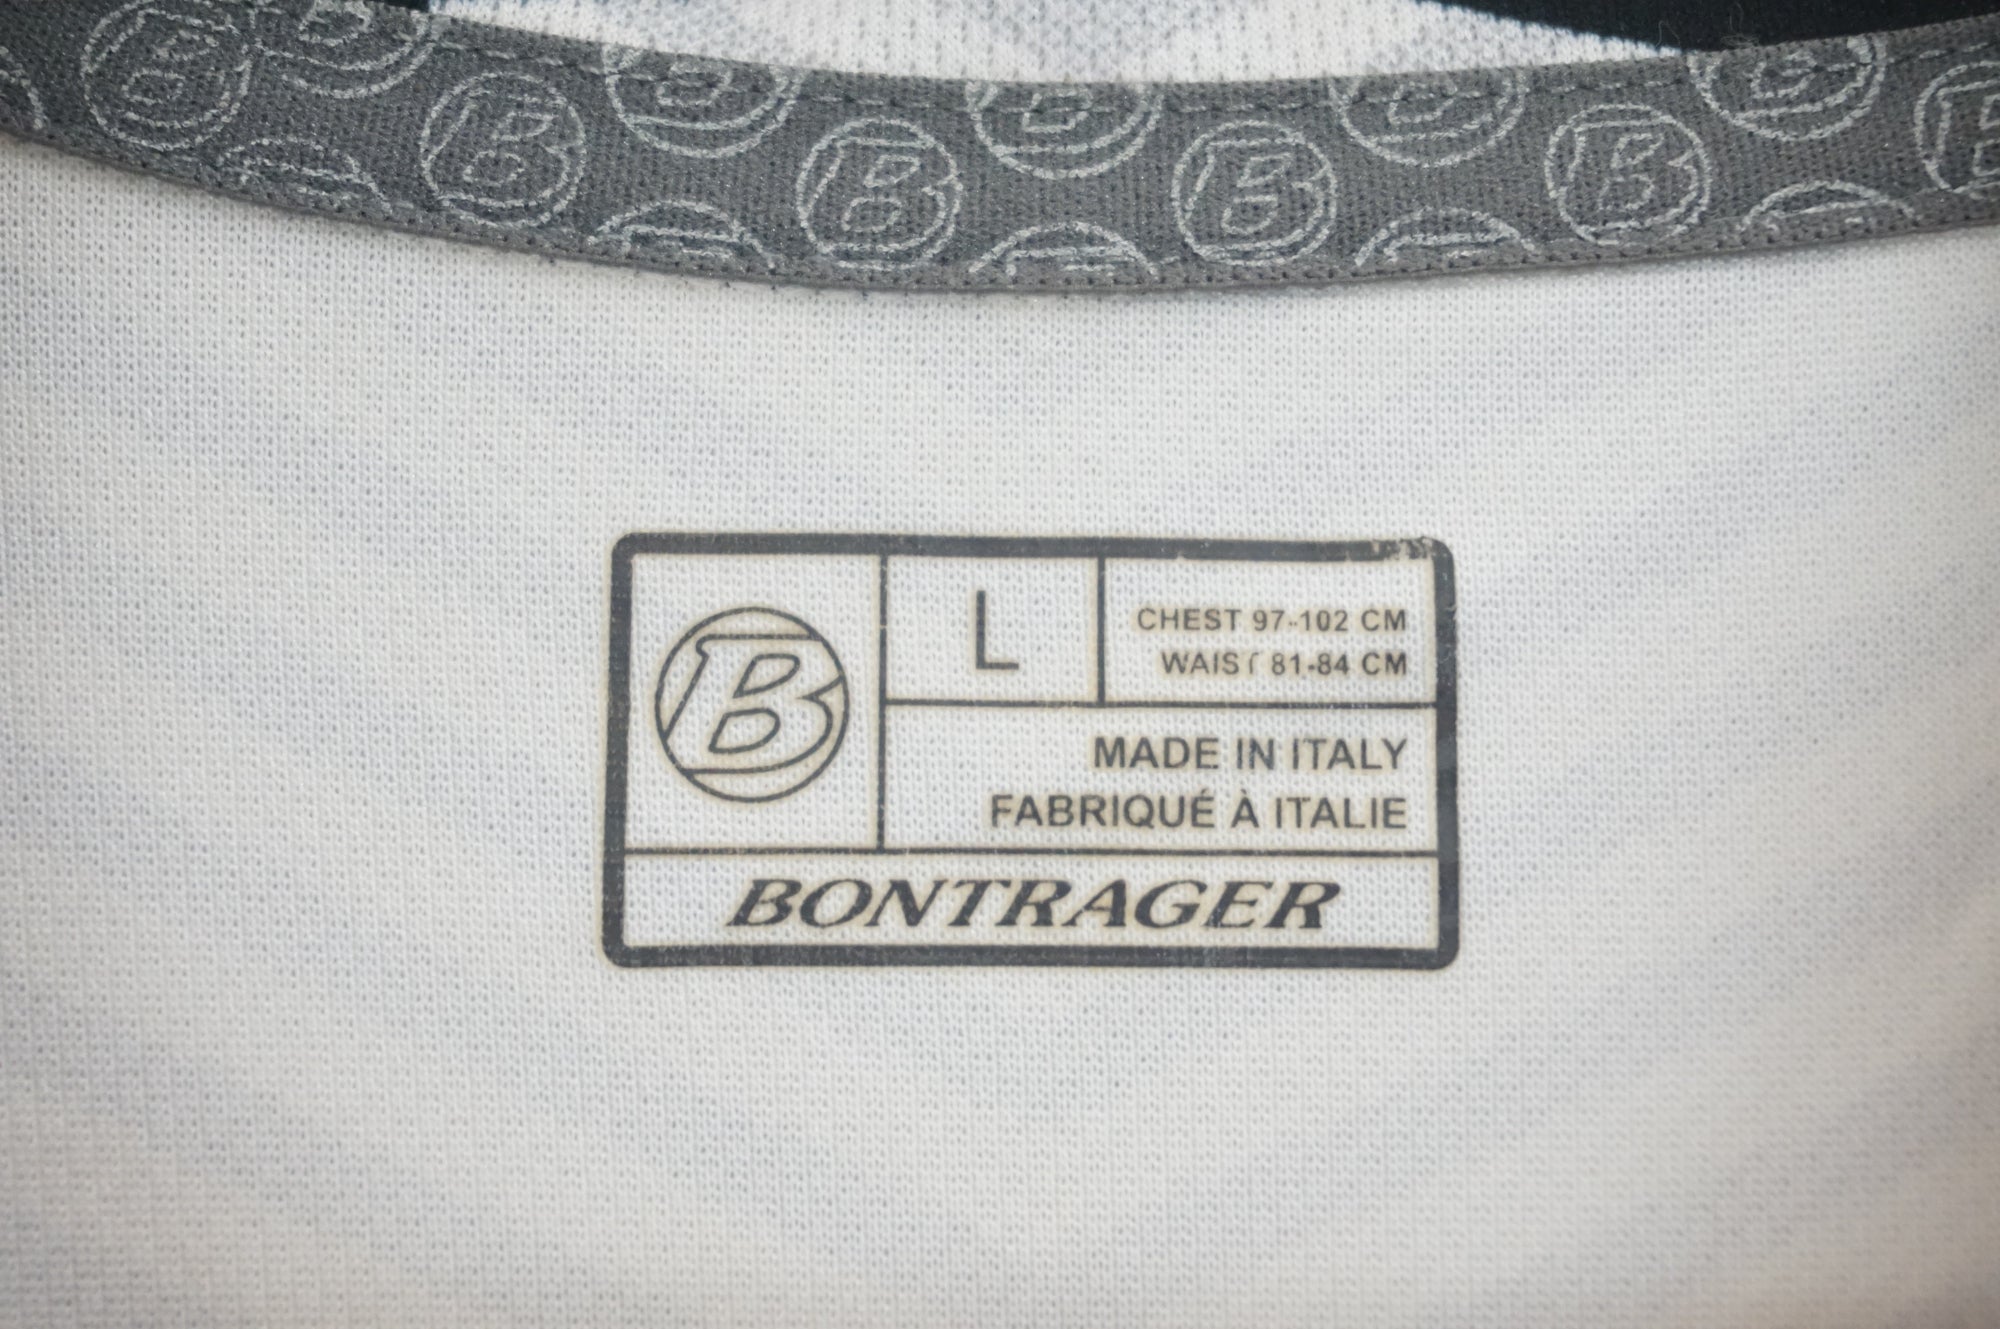 B
L
CHEST 97-102 CM
WAIST 81-84 CM
MADE IN ITALY
FABRIQUÉ À ITALIE
BONTRAGER